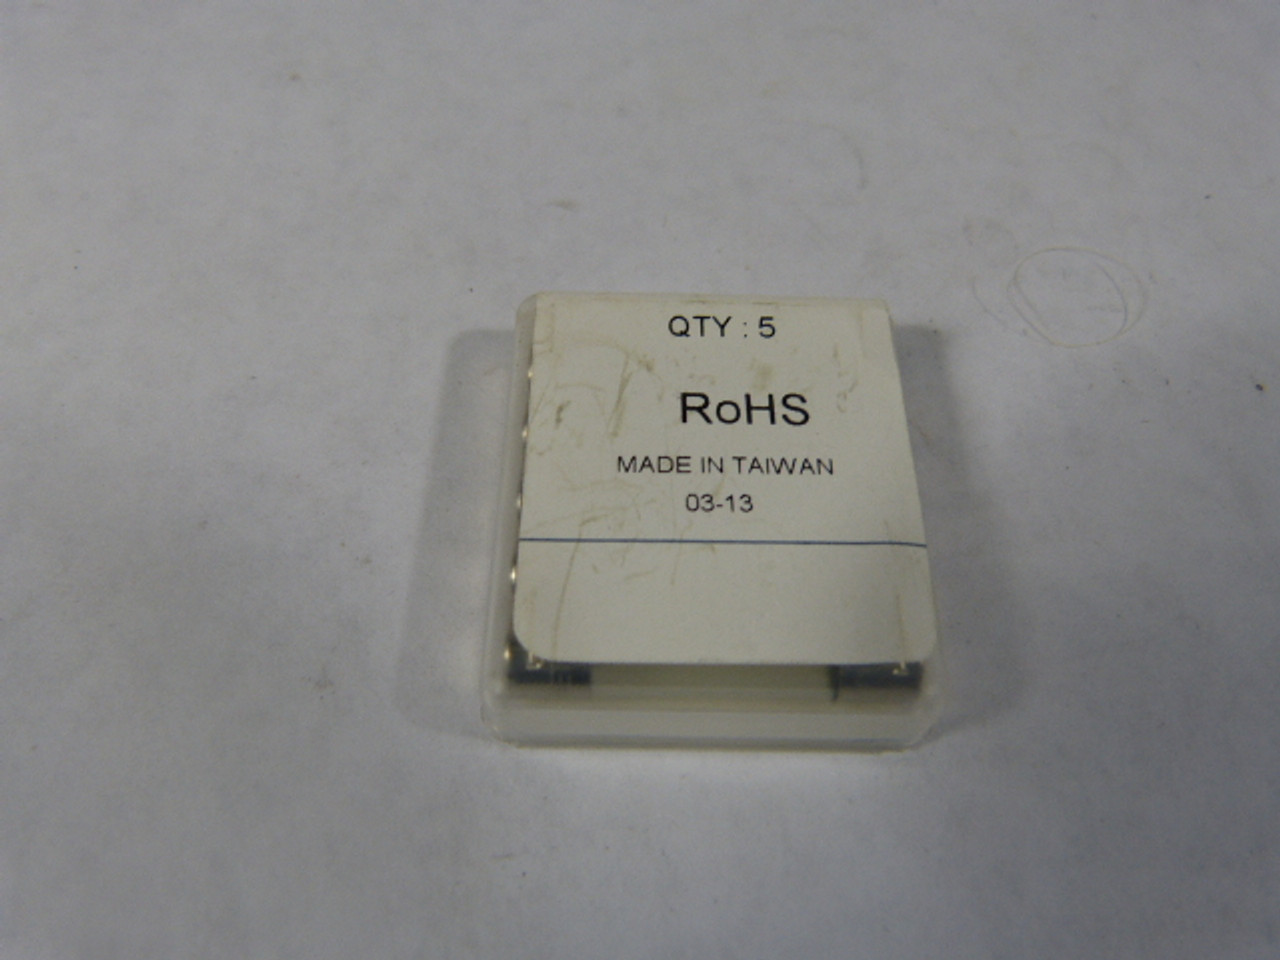 QTY : 5
RoHS
MADE IN TAIWAN
03-13